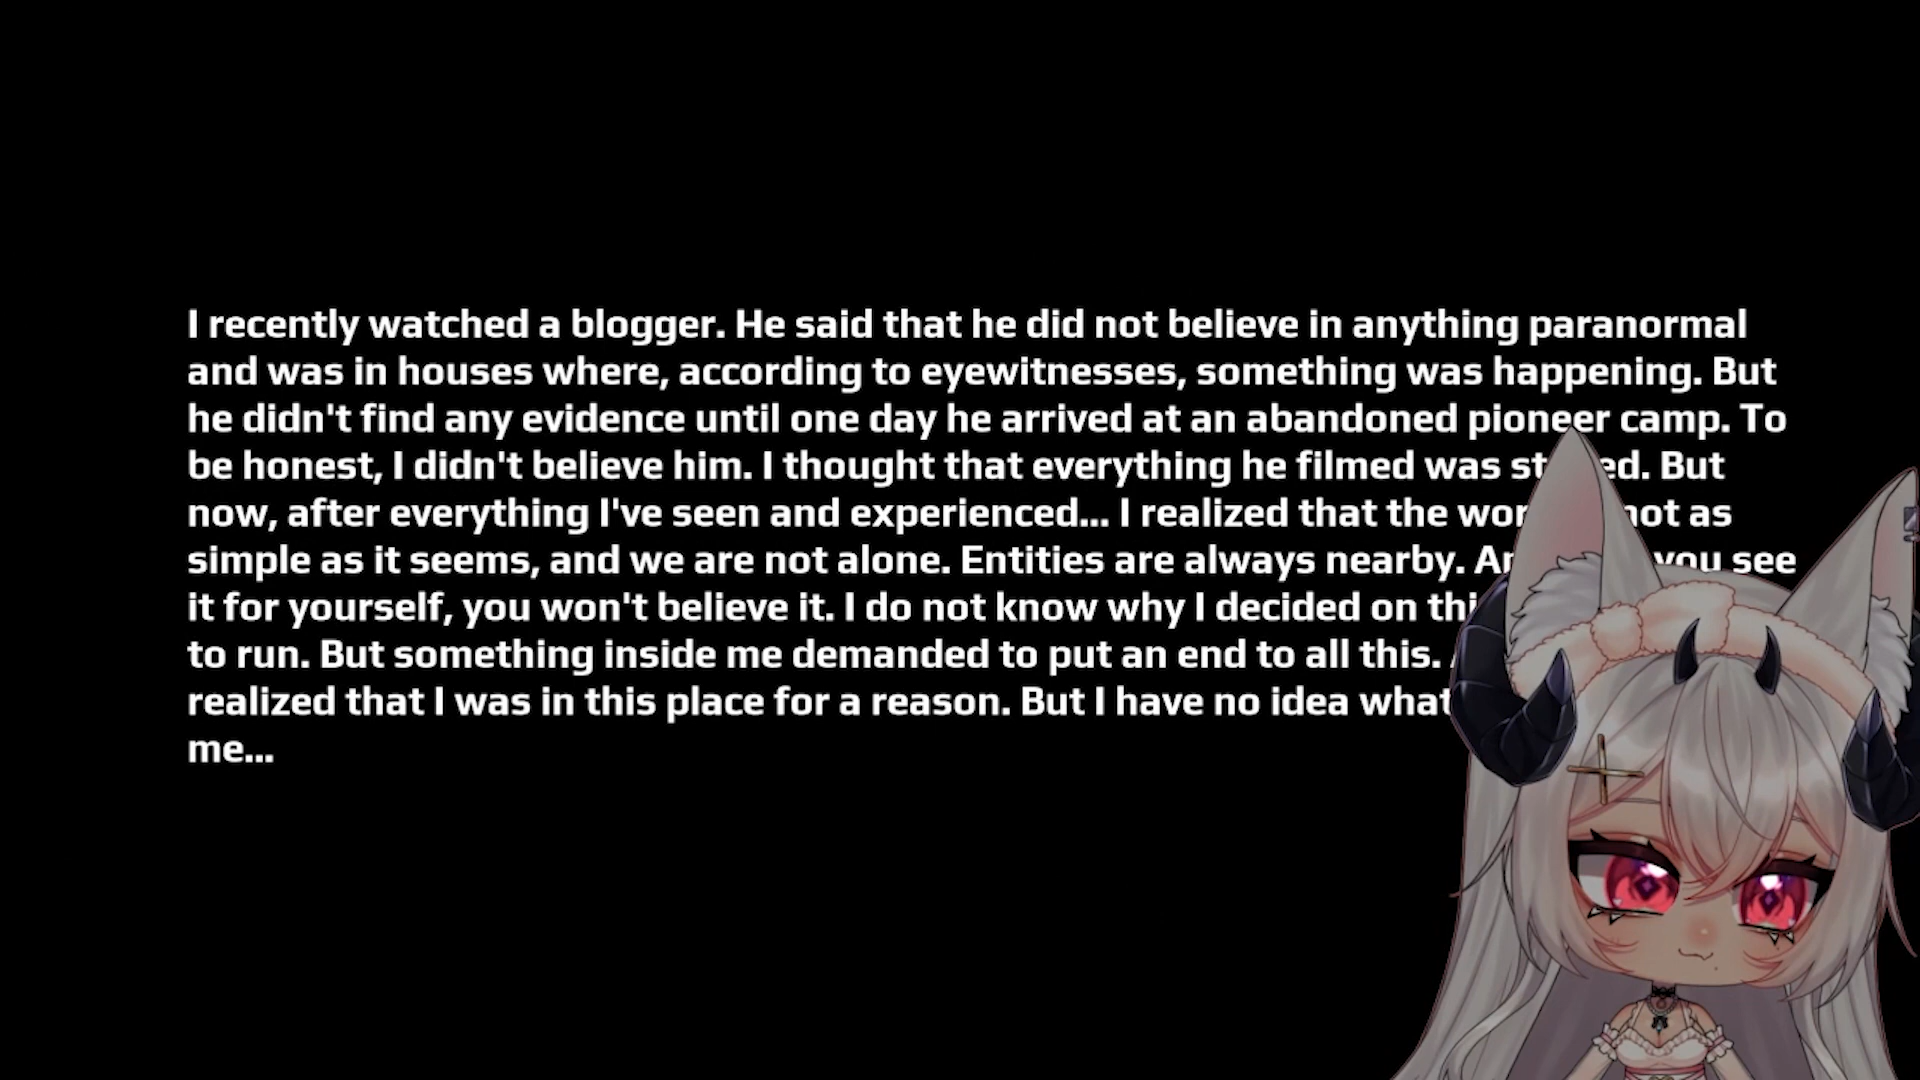 I recently watched a blogger. He said that he did not believe in anything paranormal
and was in houses where, according to eyewitnesses, something was happening. But
he didn't find any evidence until one day he arrived at an abandoned pioneer camp. To
be honest, I didn't believe him. I thought that everything he filmed was But
now, after everything I've seen and experienced... I realized that the not as
simple as it seems, and we are not alone. Entities are always nearby. you see
it for yourself, you won't believe it. I do not know why I decided on
to run. But something inside me demanded to put an end to all this.
realized that I was in this place for a reason. But I have no idea what
me...